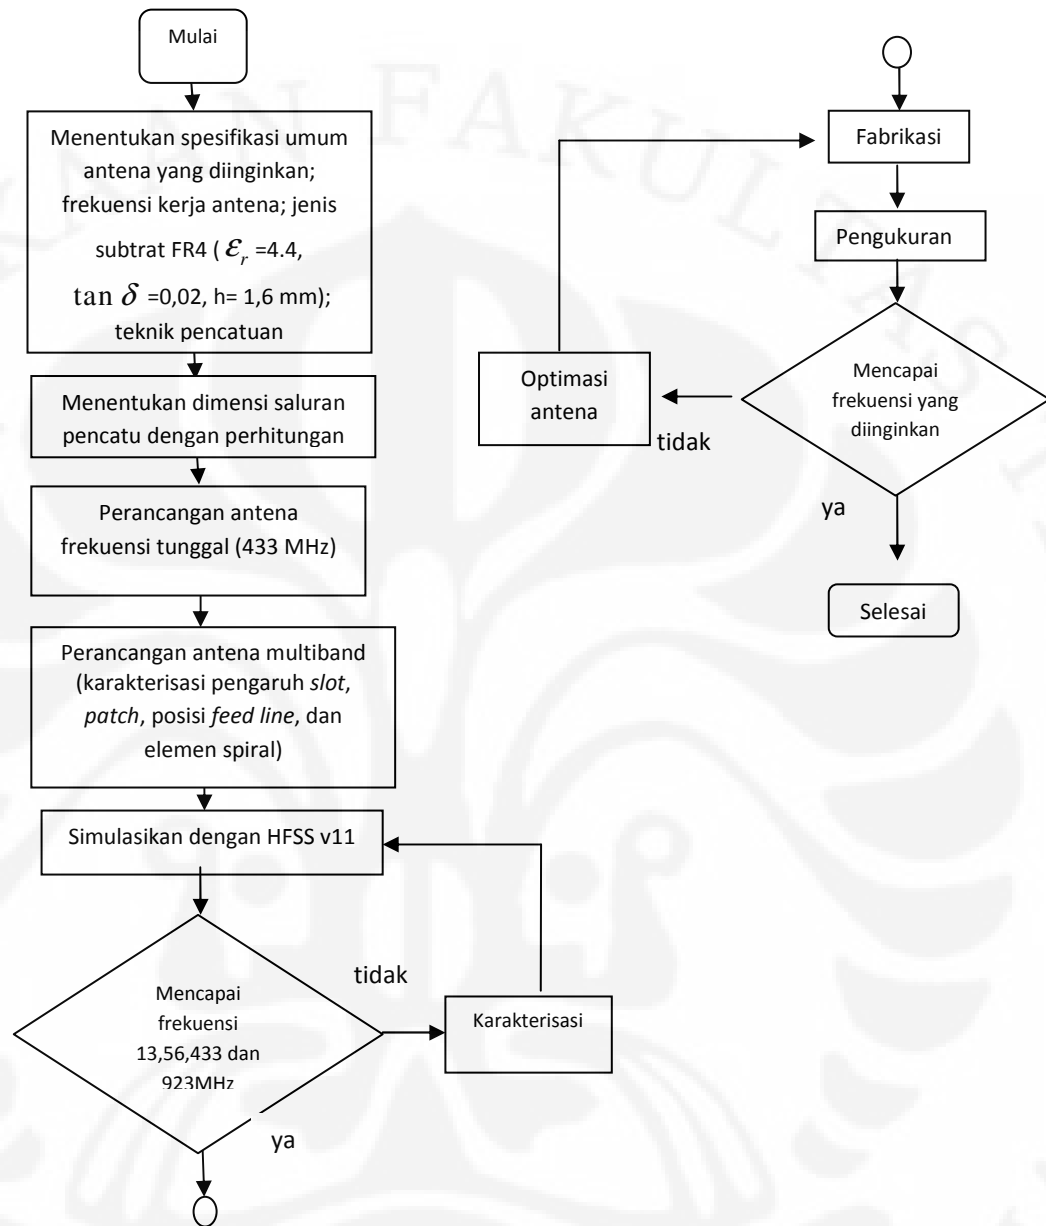 Mulai
Menentukan spesifikasi umum
antena yang diinginkan;
frekuensi kerja antena; jenis
subtrat FR4 ( ℰr =4.4,
tan δ =0,02, h= 1,6 mm);
teknik pencatuan
Menentukan dimensi saluran
pencatu dengan perhitungan
Perancangan antena
frekuensi tunggal (433 MHz)
Perancangan antena multiband
(karakterisasi pengaruh slot,
patch, posisi feed line, dan
elemen spiral)
Simulasikan dengan HFSS v11
Mencapai
frekuensi
13,56,433 dan
923MHz
tidak
Karakterisasi
ya
Fabrikasi
Pengukuran
Mencapai
frekuensi yang
diinginkan
tidak
Optimasi
antena
ya
Selesai
KAAN FAKULTAS